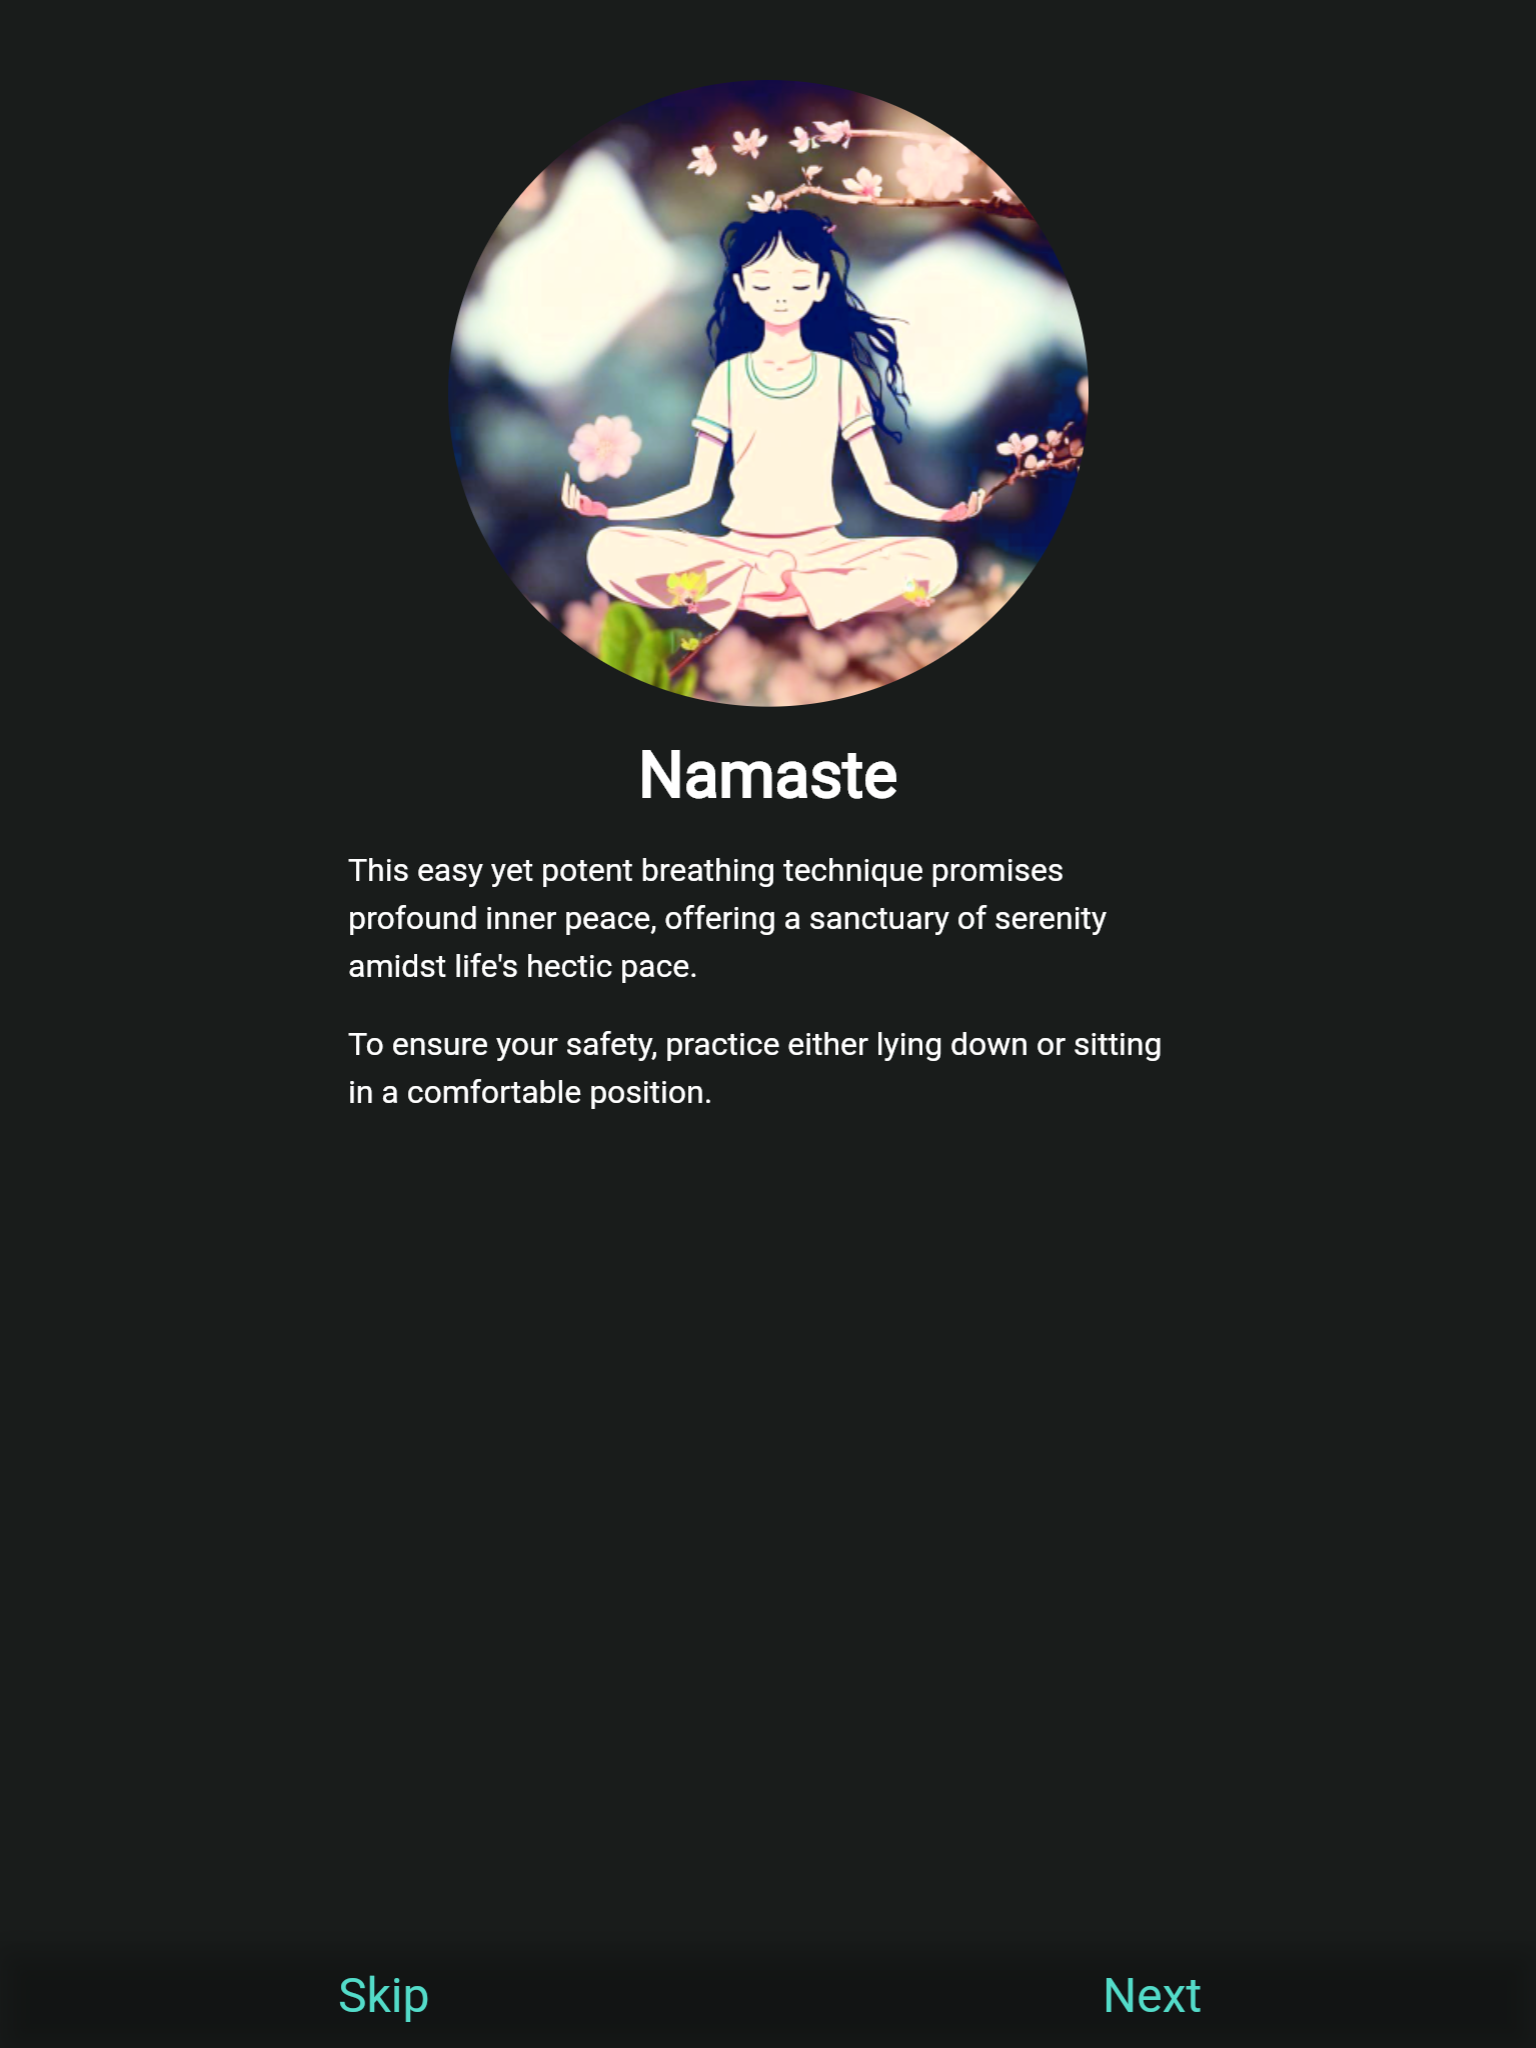 Namaste
This easy yet potent breathing technique promises
profound inner peace, offering a sanctuary of serenity
amidst life's hectic pace.
To ensure your safety, practice either lying down or sitting
in a comfortable position.
Skip
Next